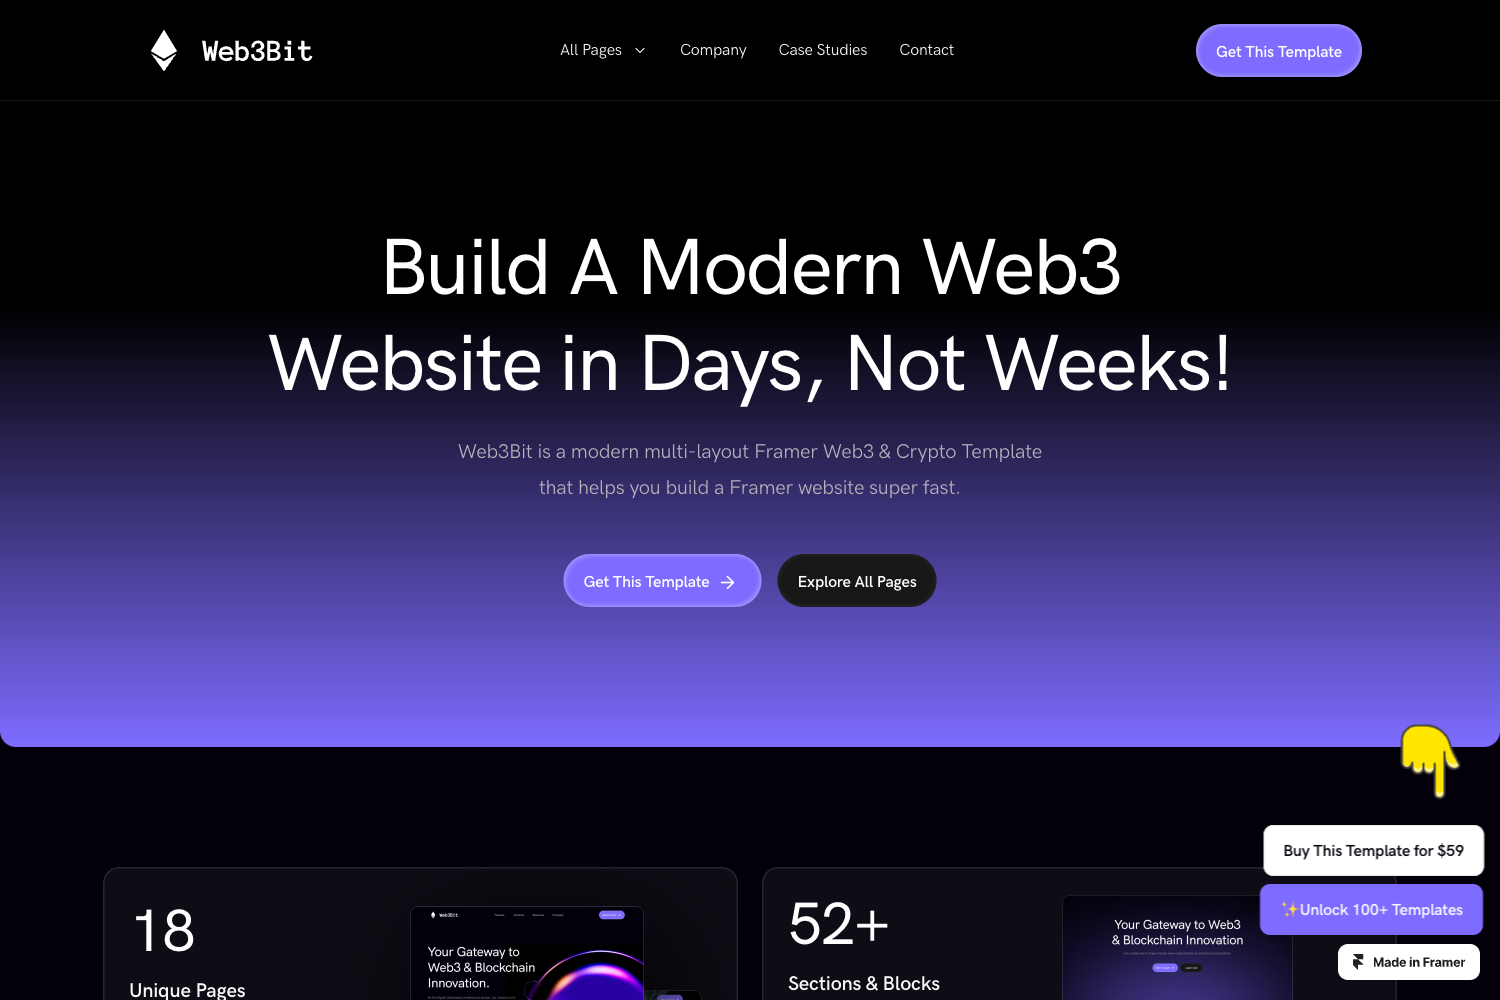 Web3Bit
All Pages
Company
Case Studies
Contact
Get This Template
Build A Modern Web3
Website in Days, Not Weeks!
Web3Bit is a modern multi-layout Framer Web3 & Crypto Template
that helps you build a Framer website super fast.
Get This Template
Explore All Pages
18
Unique Pages
Web3Bit
Your Gateway to
Web3 & Blockchain
Innovation.
52+
Sections & Blocks
Your Gateway to Web3
& Blockchain Innovation
Buy This Template for $59
✨Unlock 100+ Templates
Made in Framer